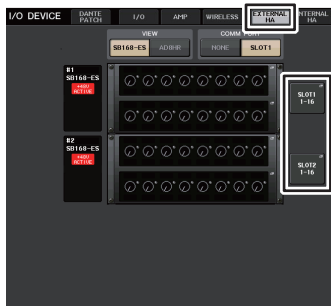 I/O DEVICE
DANTE PATCH
I/O
AMP
WIRELESS
EXTERNAL HA
INTERNAL HA
VIEW
COMM PORT
SB168-ES
AD8HR
NONE
SLOT1
#1
SB168-ES
+48V
ACTIVE
SLOT1
1-16
#2
SB168-ES
+48V
ACTIVE
SLOT2
1-16